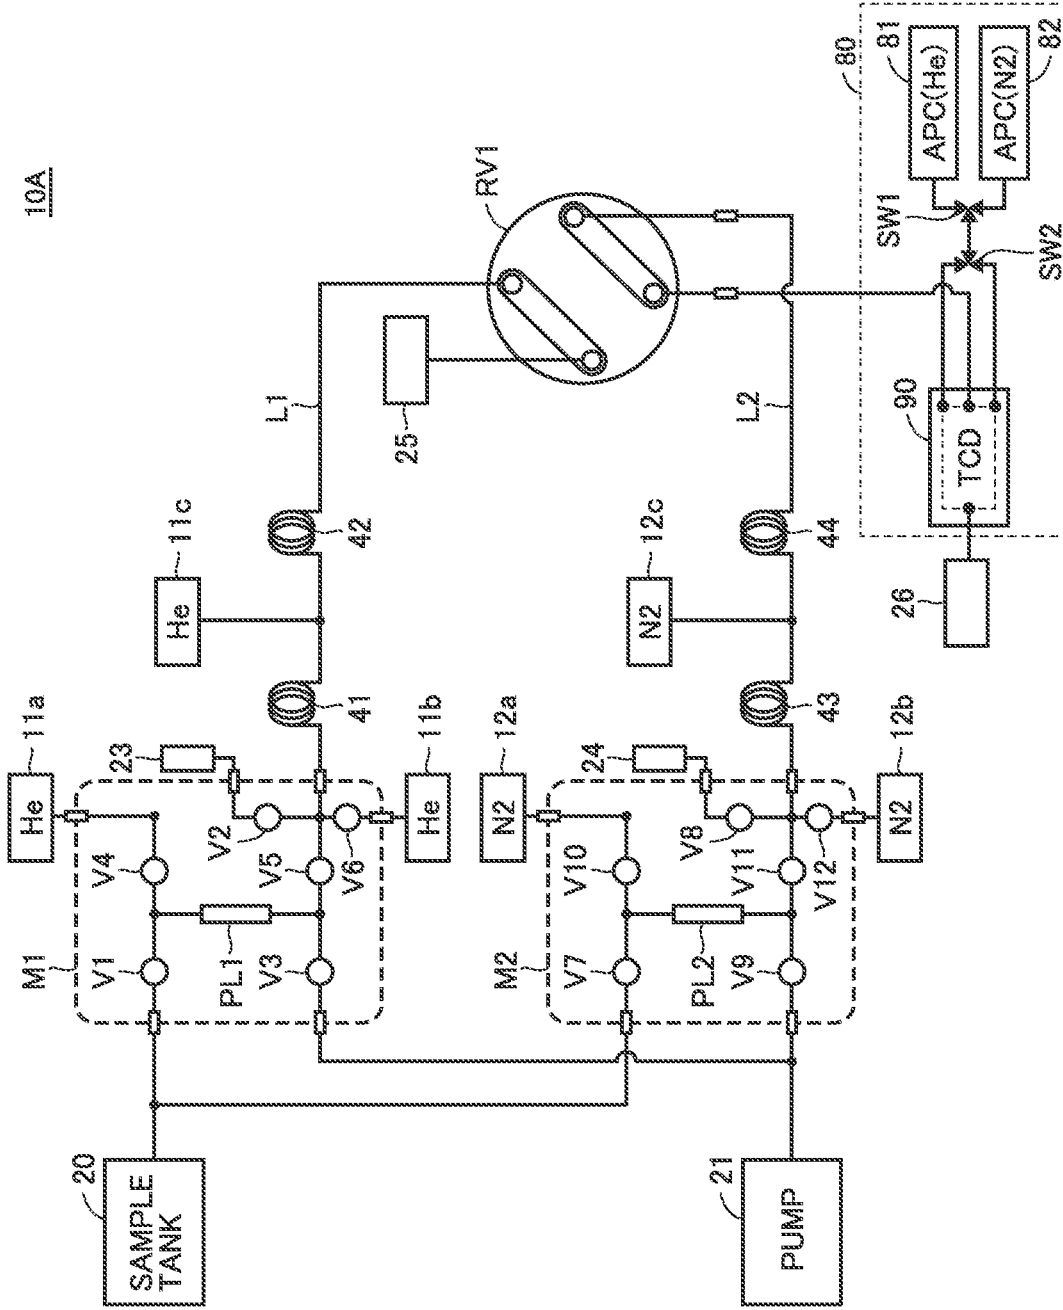 10A
20
SAMPLE
TANK
21
PUMP
M1
V1
V4
He
11a
PL1
V2
23
V3
V5
V6
He
11b
41
He
11c
42
L1
25
RV1
M2
V7
V10
N2
12a
PL2
V8
24
V9
V11
V12
N2
12b
43
N2
12c
44
L2
26
90
TCD
80
SW1
SW2
81
APC(He)
APC(N2)
82